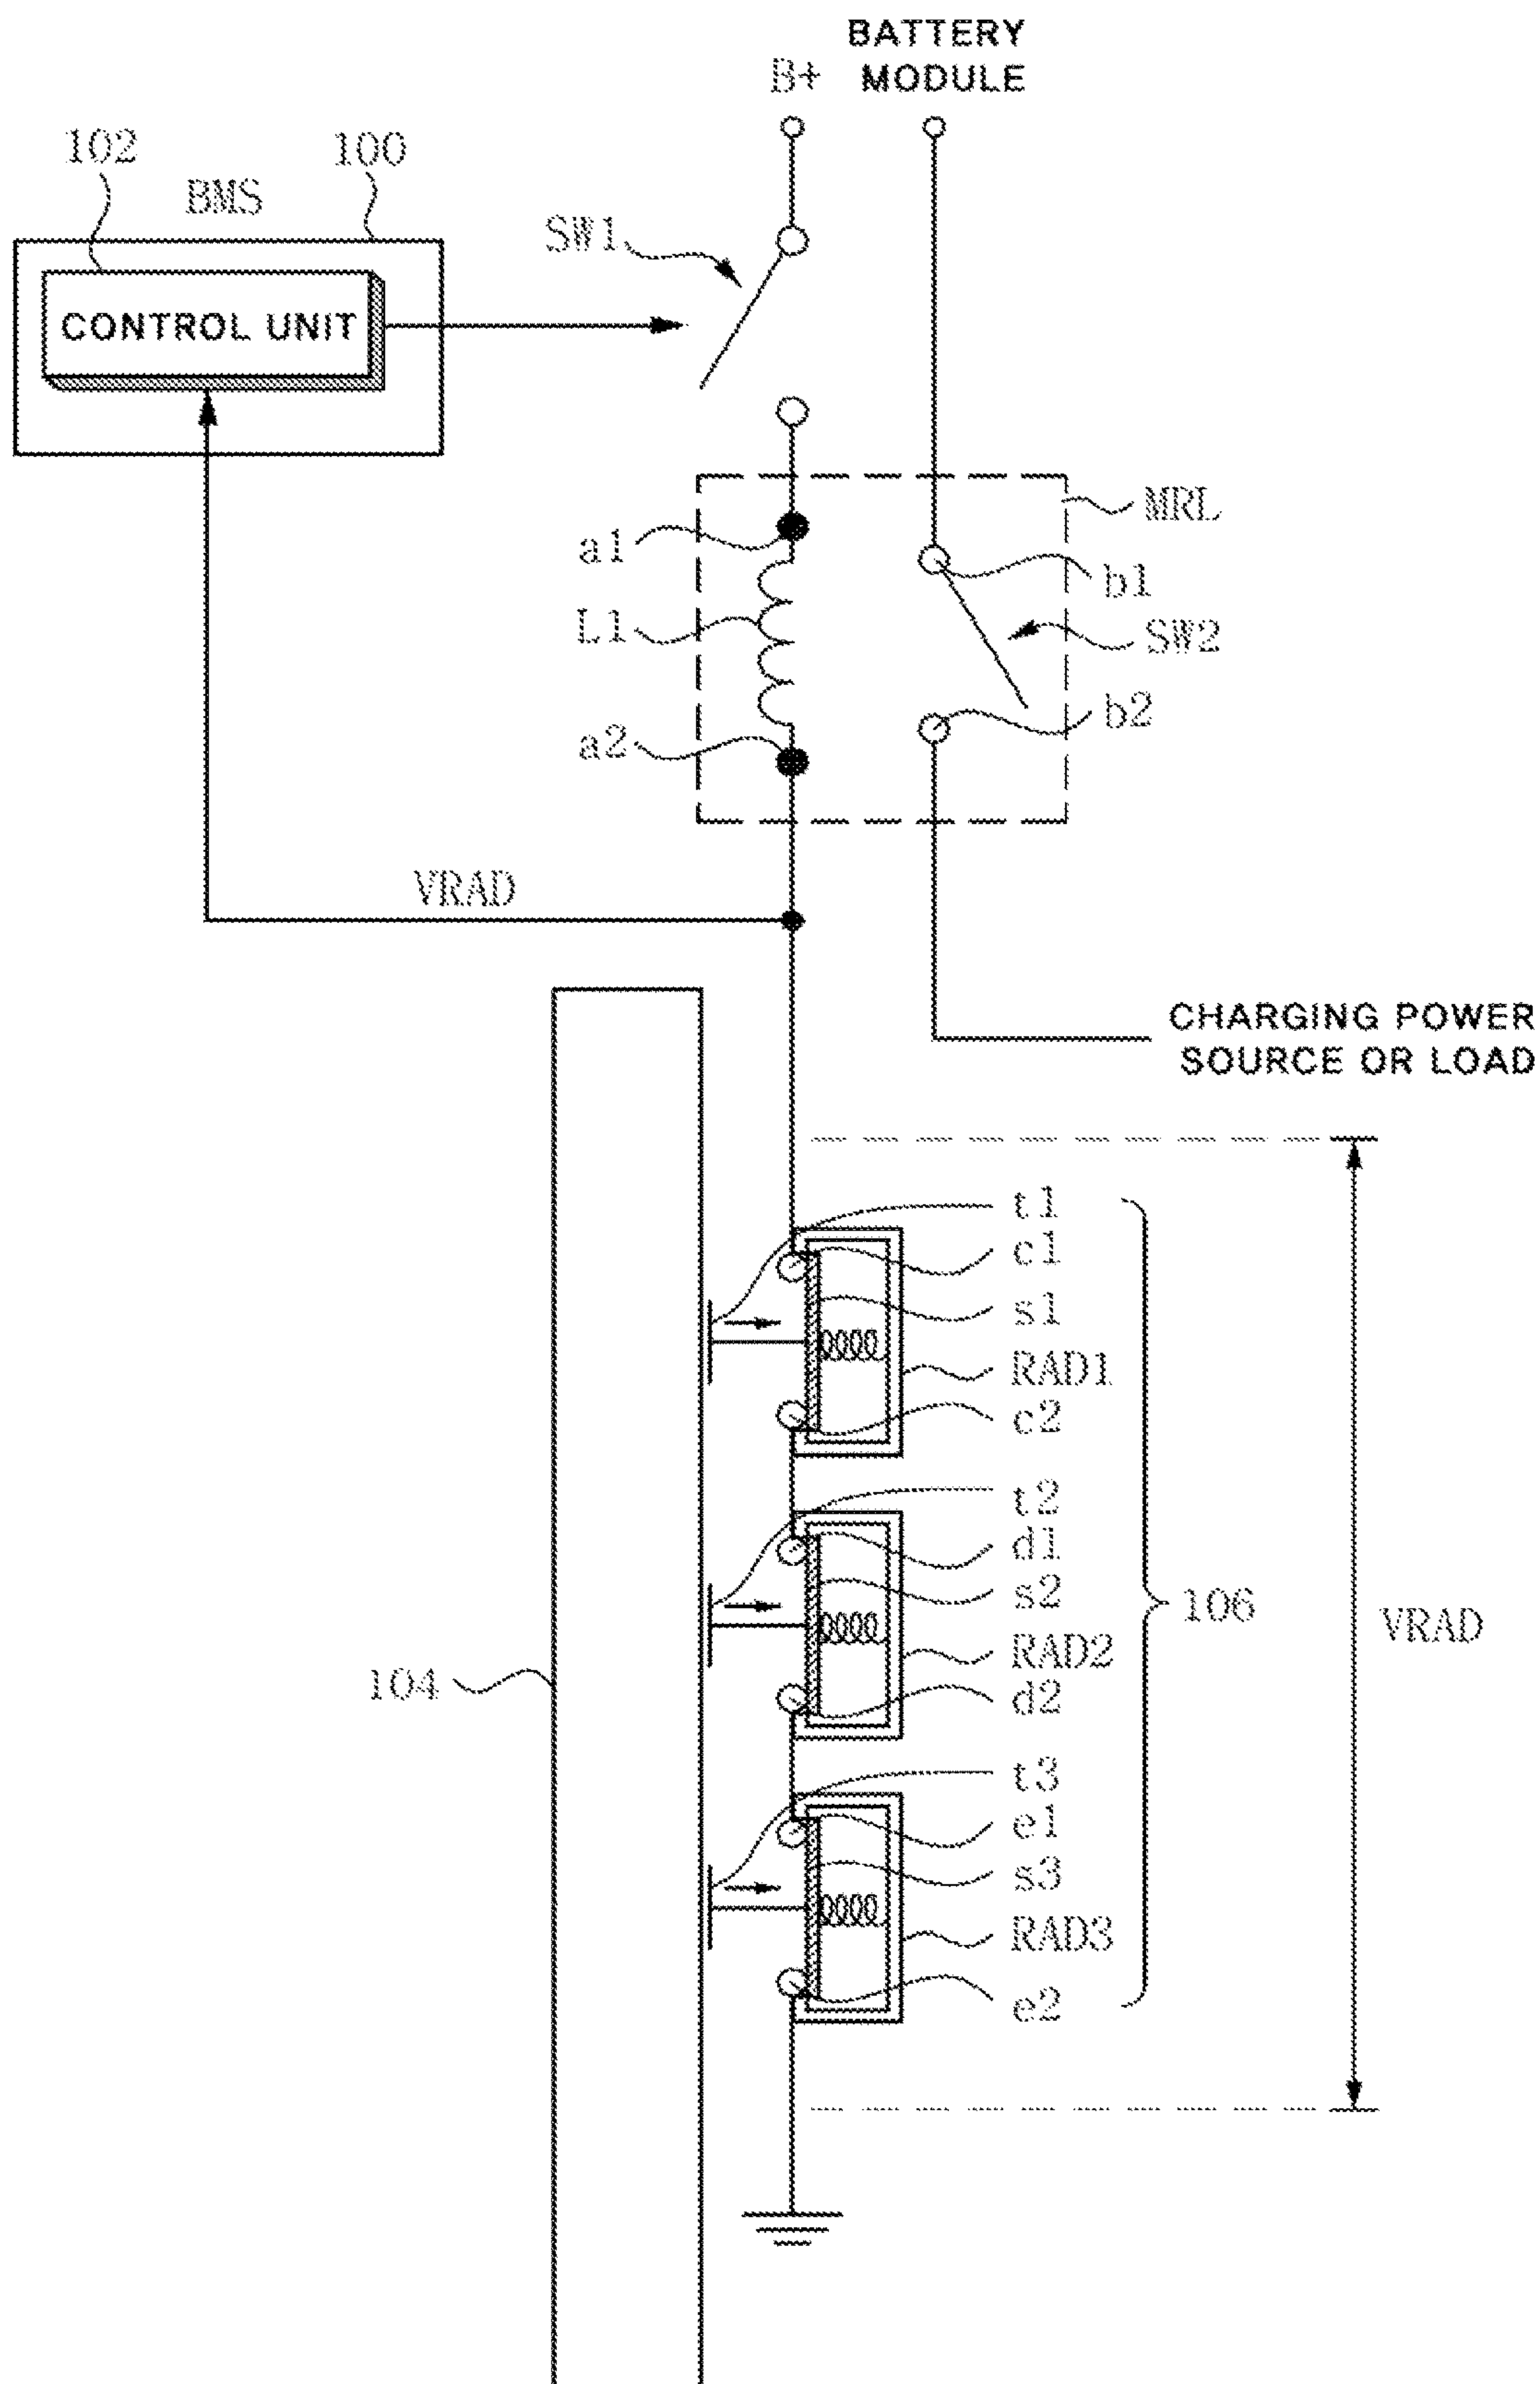 BATTERY
B+ MODULE
102
100
BMS
SW1
CONTROL UNIT
MRL
a1
b1
L1
SW2
b2
a2
VRAD
CHARGING POWER
SOURCE OR LOAD
t1
c1
s1
RAD1
c2
t2
d1
s2
106
VRAD
RAD2
104
d2
t3
e1
s3
RAD3
e2